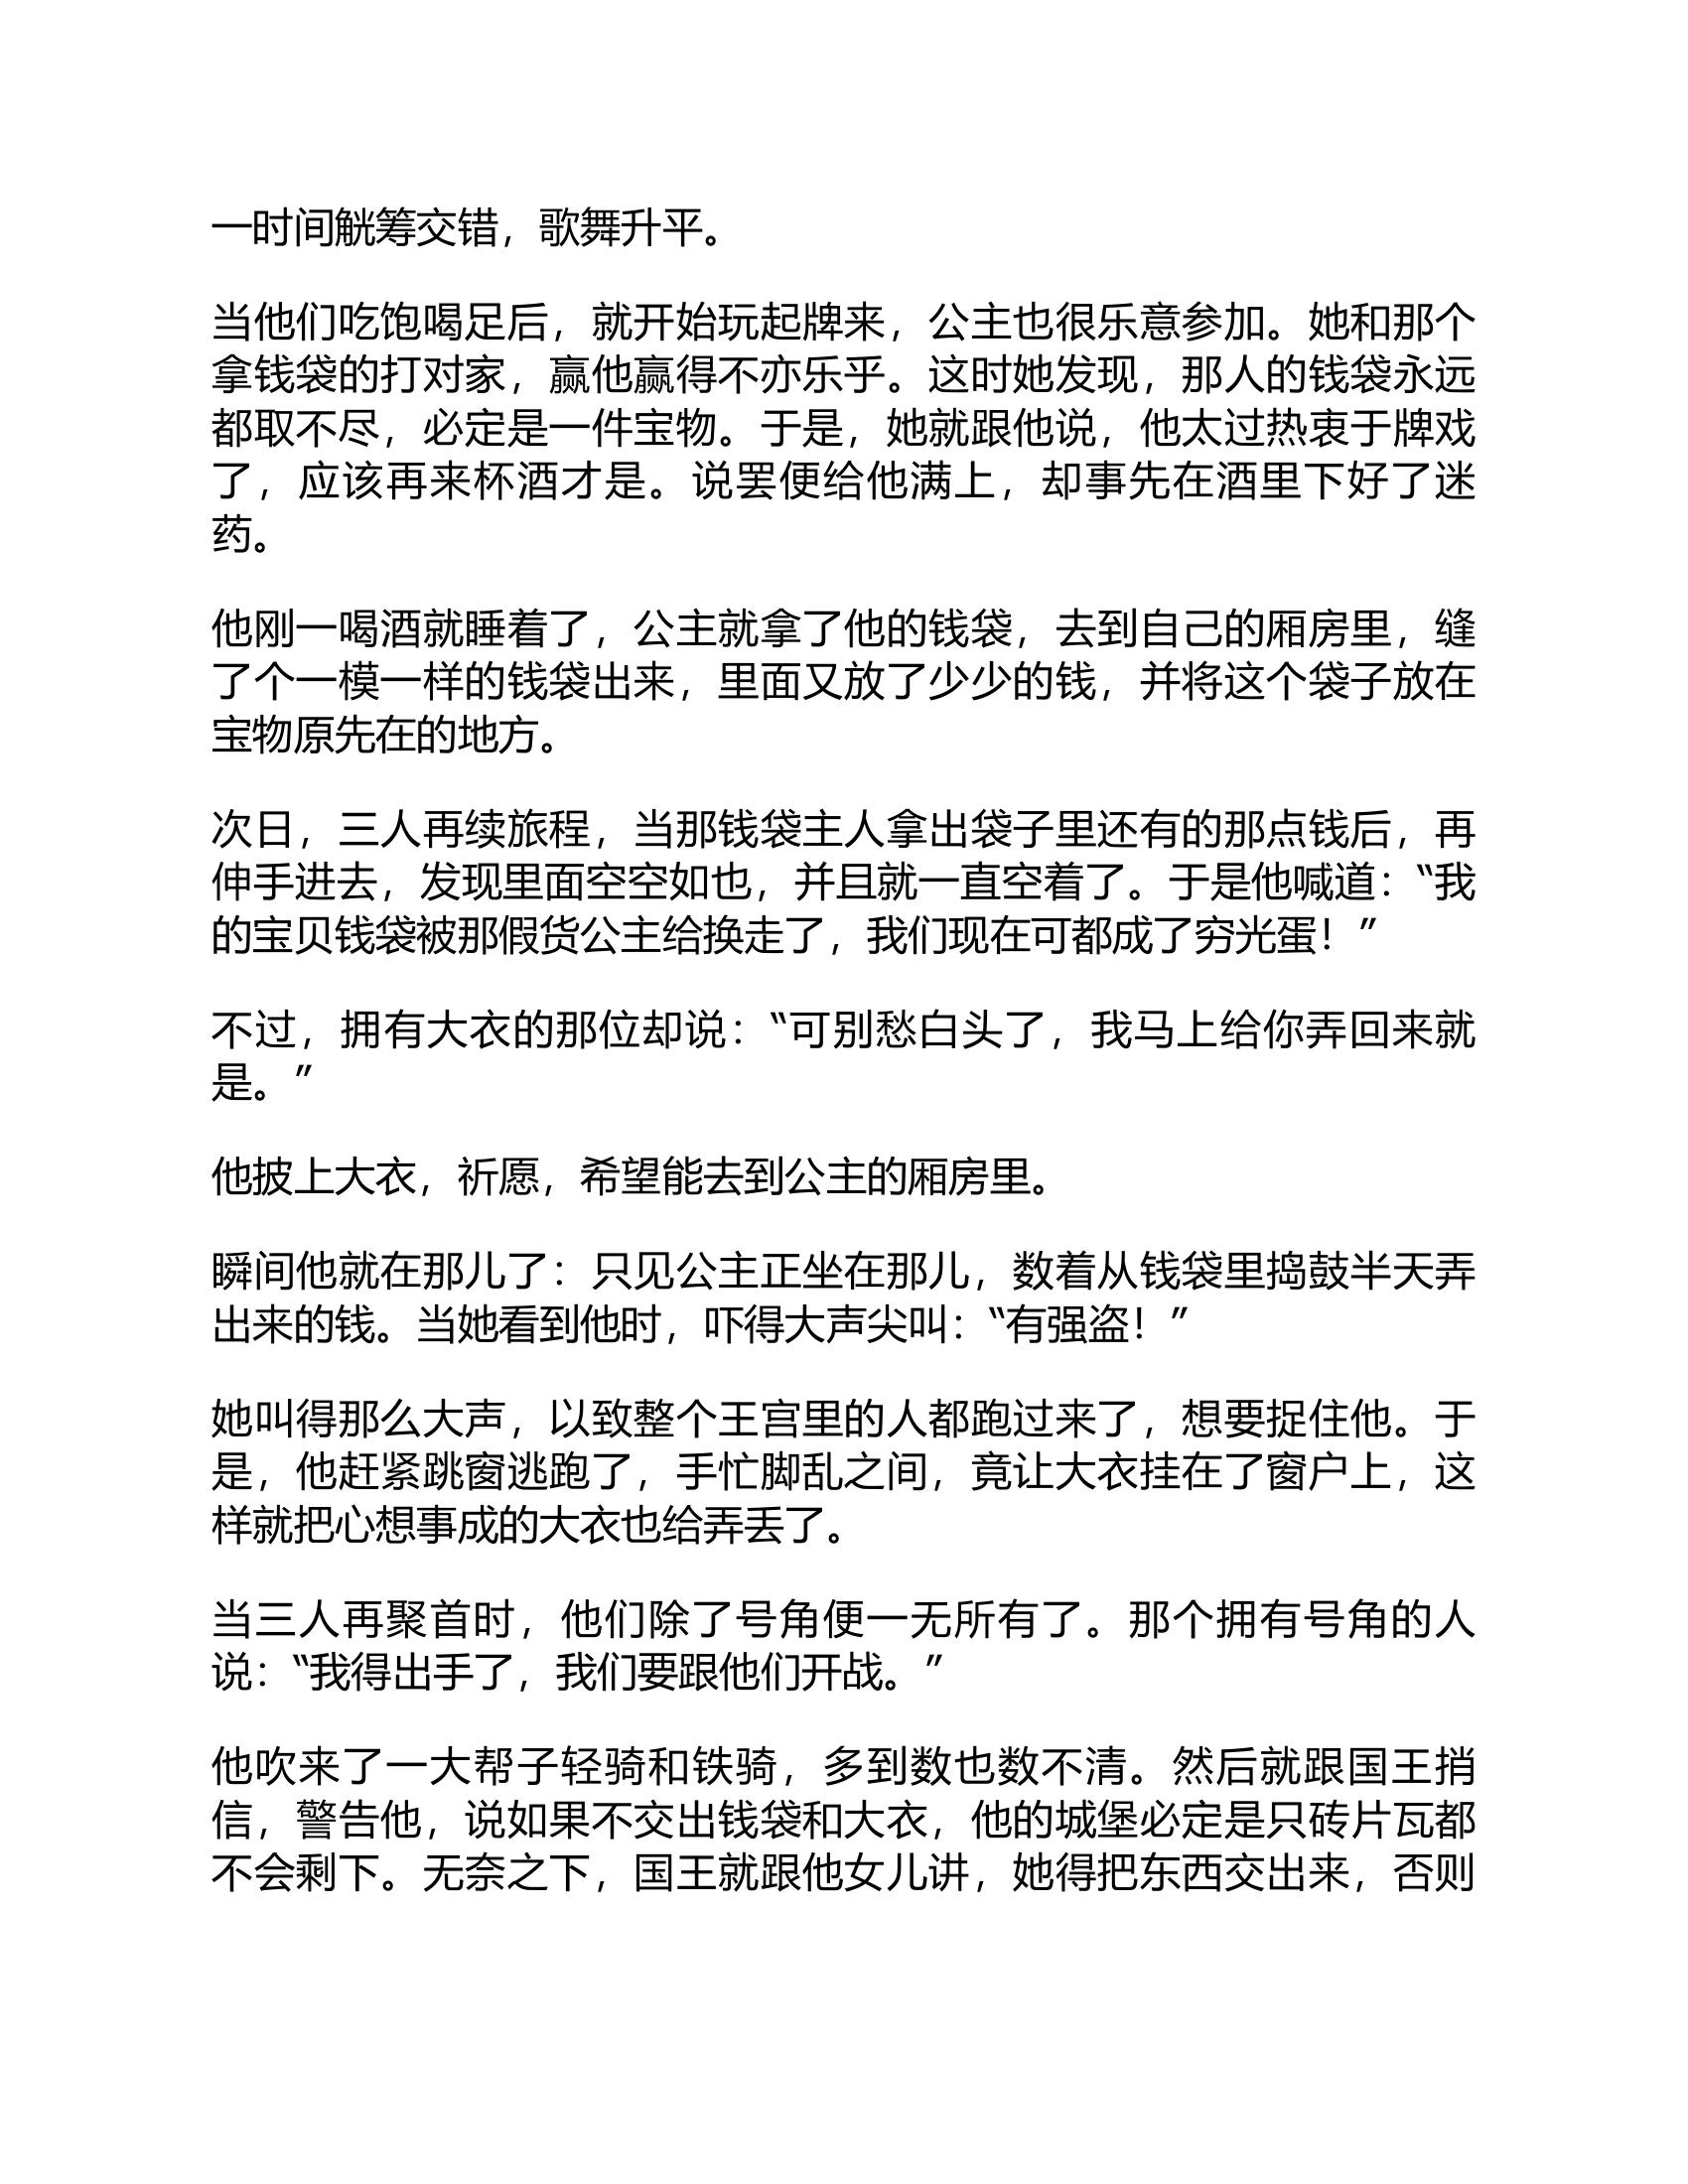 一时间觥筹交错，歌舞升平。
当他们吃饱喝足后，就开始玩起牌来，公主也很乐意参加。她和那个
拿钱袋的打对家，赢他赢得不亦乐乎。这时她发现，那人的钱袋永远
都取不尽，必定是一件宝物。于是，她就跟他说，他太过热衷于牌戏
了，应该再来杯酒才是。说罢便给他满上，却事先在酒里下好了迷
药。
他刚一喝酒就睡着了，公主就拿了他的钱袋，去到自己的厢房里，缝
了个一模一样的钱袋出来，里面又放了少少的钱，并将这个袋子放在
宝物原先在的地方。
次日，三人再续旅程，当那钱袋主人拿出袋子里还有的那点钱后，再
伸手进去，发现里面空空如也，并且就一直空着了。于是他喊道：“我
的宝贝钱袋被那假货公主给换走了，我们现在可都成了穷光蛋！”
不过，拥有大衣的那位却说：“可别愁白头了，我马上给你弄回来就
是。”
他披上大衣，祈愿，希望能去到公主的厢房里。
瞬间他就在那儿了：只见公主正坐在那儿，数着从钱袋里捣鼓半天弄
出来的钱。当她看到他时，吓得大声尖叫：“有强盗！”
她叫得那么大声，以致整个王宫里的人都跑过来了，想要捉住他。于
是，他赶紧跳窗逃跑了，手忙脚乱之间，竟让大衣挂在了窗户上，这
样就把心想事成的大衣也给弄丢了。
当三人再聚首时，他们除了号角便一无所有了。那个拥有号角的人
说：“我得出手了，我们要跟他们开战。”
他吹来了一大帮子轻骑和铁骑，多到数也数不清。然后就跟国王捎
信，警告他，说如果不交出钱袋和大衣，他的城堡必定是只砖片瓦都
不会剩下。无奈之下，国王就跟他女儿讲，她得把东西交出来，否则